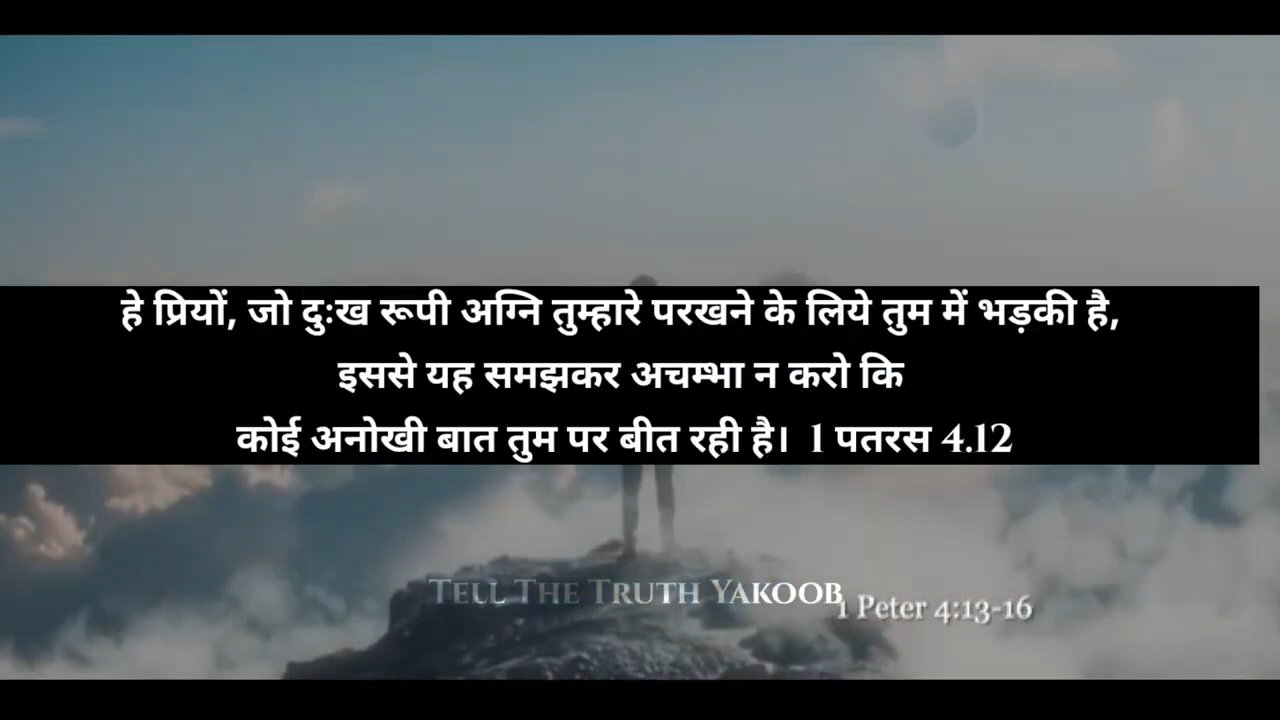 हे प्रियों, जो दुःख रूपी अग्नि तुम्हारे परखने के लिये तुम में भड़की है,
इससे यह समझकर अचम्भा न करो कि
कोई अनोखी बात तुम पर बीत रही है। 1 पतरस 4.12
TELL THE TRUTH YAKOOB
1 Peter 4:13-16